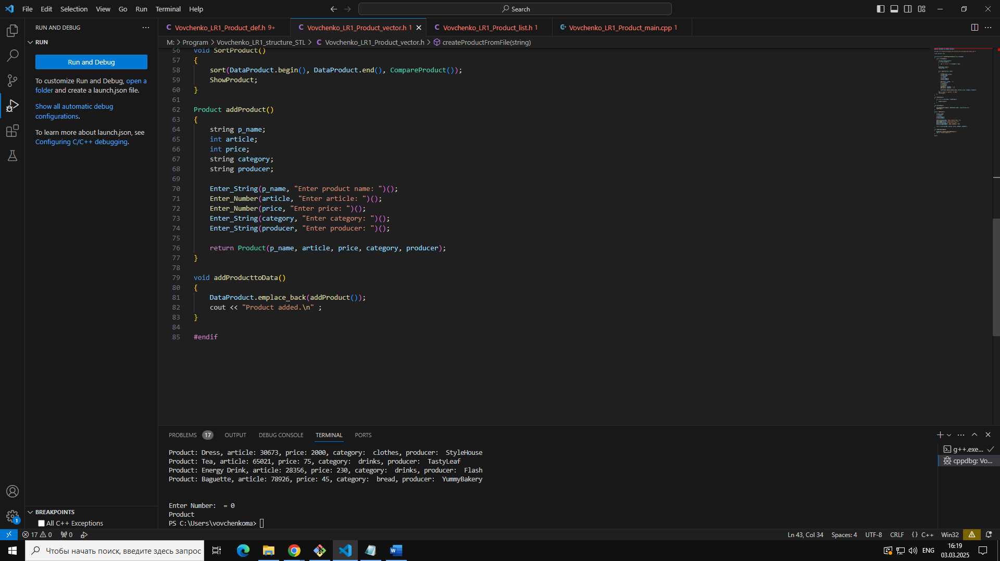 File Edit Selection View Go Run Terminal Help
Search
RUN AND DEBUG
RUN
Run and Debug
To customize Run and Debug, open a
folder and create a launch.json file.
Show all automatic debug
configurations.
To learn more about launch.json, see
Configuring C/C++ debugging.
Vovchenko_LR1_Product_def.h 9+
Vovchenko_LR1_Product_vector.h 1
Vovchenko_LR1_Product_list.h 1
Vovchenko_LR1_Product_main.cpp 1
M: > Program > Vovchenko_LR1_structure_STL > C Vovchenko_LR1_Product_vector.h > createProductFromFile(string)
56 void SortProduct()
57 {
58 sort(DataProduct.begin(), DataProduct.end(), CompareProduct());
59 ShowProduct;
60 }
61
62 Product addProduct()
63 {
64 string p_name;
65 int article;
66 int price;
67 string category;
68 string producer;
69
70 Enter_String(p_name, "Enter product name: ")();
71 Enter_Number(article, "Enter article: ")();
72 Enter_Number(price, "Enter price: ")();
73 Enter_String(category, "Enter category: ")();
74 Enter_String(producer, "Enter producer: ")();
75
76 return Product(p_name, article, price, category, producer);
77 }
78
79 void addProducttoData()
80 {
81 DataProduct.emplace_back(addProduct());
82 cout << "Product added.\n" ;
83 }
84
85 #endif
PROBLEMS 17 OUTPUT DEBUG CONSOLE TERMINAL PORTS
Product: Dress, article: 30673, price: 2000, category:  clothes, producer:  StyleHouse
Product: Tea, article: 65021, price: 75, category:  drinks, producer:  TastyLeaf
Product: Energy Drink, article: 28356, price: 230, category:  drinks, producer:  Flash
Product: Baguette, article: 78926, price: 45, category:  bread, producer:  YummyBakery
Enter Number:  = 0
Product
PS C:\Users\vovchenkoma>
g++.exe...
cppdbg: Vo...
BREAKPOINTS
All C++ Exceptions
1
17 0 0
Ln 43, Col 34 Spaces: 4 UTF-8 CRLF {} C++ Win32
Чтобы начать поиск, введите здесь запрос
ENG
16:19
03.03.2025